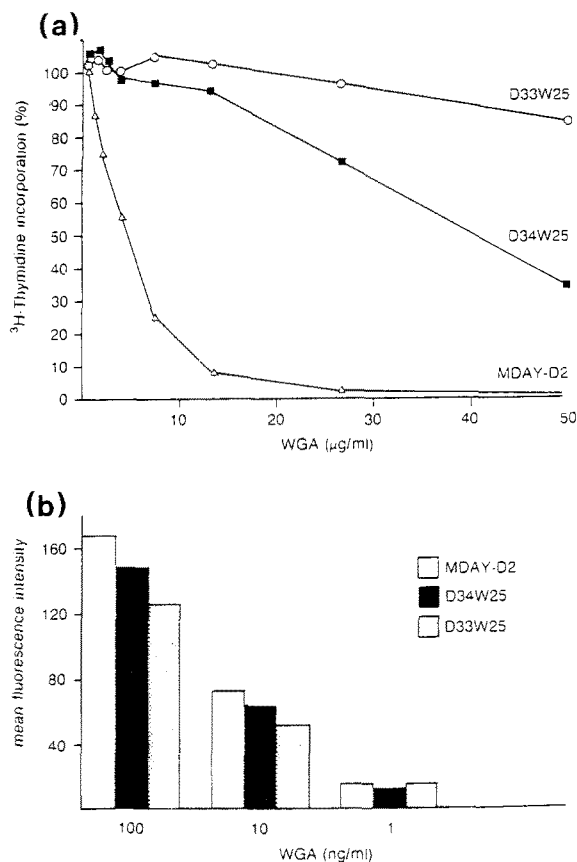 (a)
³H-Thymidine incorporation (%)
100
90
80
70
60
50
40
30
20
10
0
D33W25
D34W25
MDAY-D2
10
20
30
40
50
WGA (µg/ml)
(b)
mean fluorescence intensity
160
120
80
40
MDAY-D2
D34W25
D33W25
100
10
1
WGA (ng/ml)